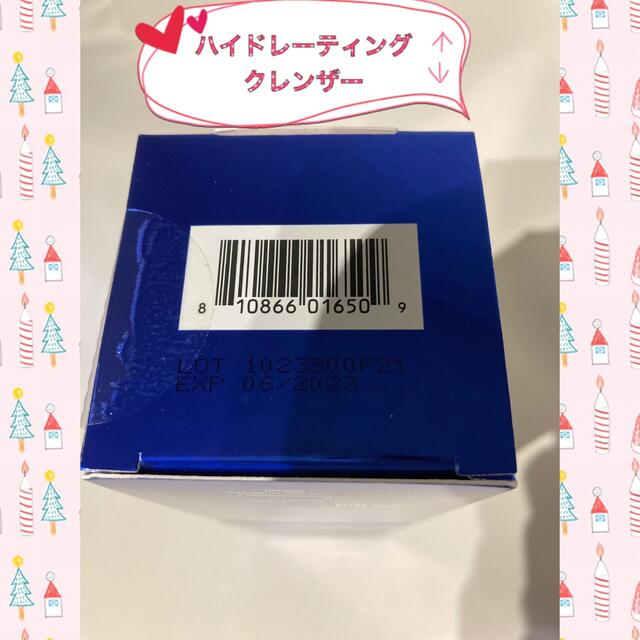 ハイドレーティング
クレンザー
↑
↓
8 10866 01650 9
LOT 1023300F21
EXP 06/2023